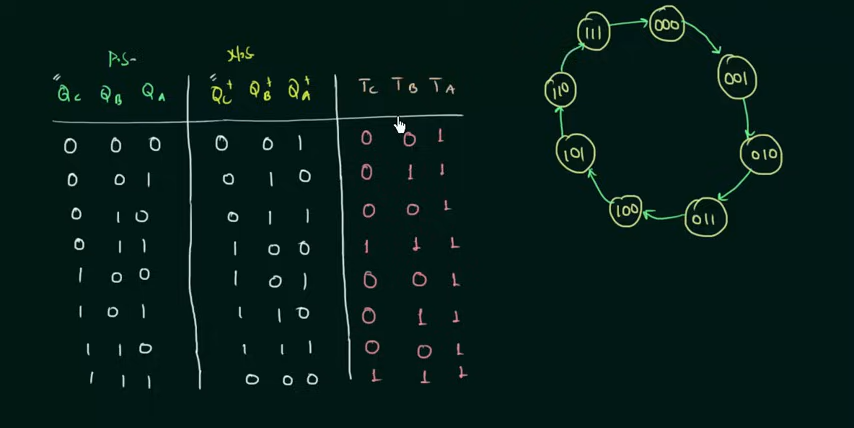 P.S N.S
Qc QB QA Qc+ QB+ QA+ Tc TB TA
0 0 0 0 0 1 0 0 1
0 0 1 0 1 0 0 1 1
0 1 0 0 1 1 0 0 1
0 1 1 1 0 0 1 1 1
1 0 0 1 0 1 0 0 1
1 0 1 1 1 0 0 1 1
1 1 0 1 1 1 0 0 1
1 1 1 0 0 0 1 1 1
000
001
010
011
100
101
110
111